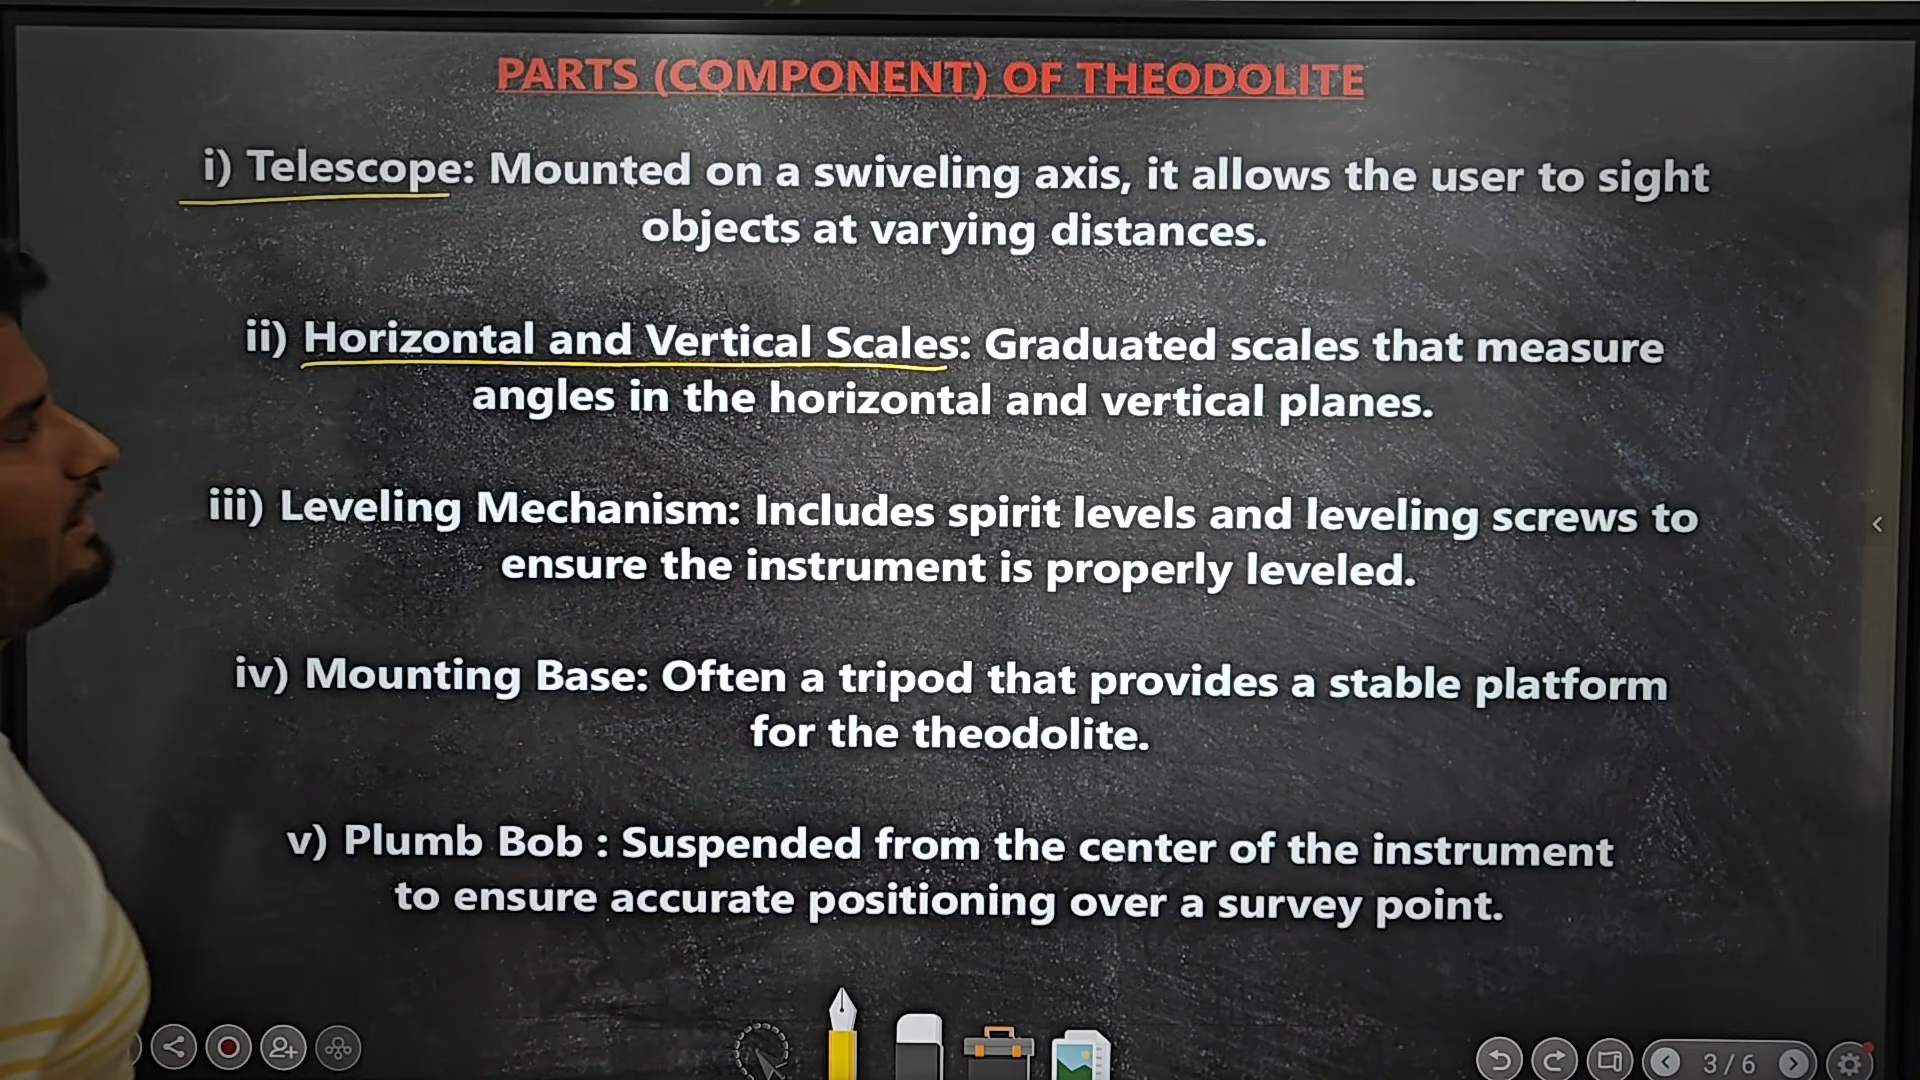 PARTS (COMPONENT) OF THEODOLITE
i) Telescope: Mounted on a swiveling axis, it allows the user to sight
objects at varying distances.
ii) Horizontal and Vertical Scales: Graduated scales that measure
angles in the horizontal and vertical planes.
iii) Leveling Mechanism: Includes spirit levels and leveling screws to
ensure the instrument is properly leveled.
iv) Mounting Base: Often a tripod that provides a stable platform
for the theodolite.
v) Plumb Bob : Suspended from the center of the instrument
to ensure accurate positioning over a survey point.
3/6